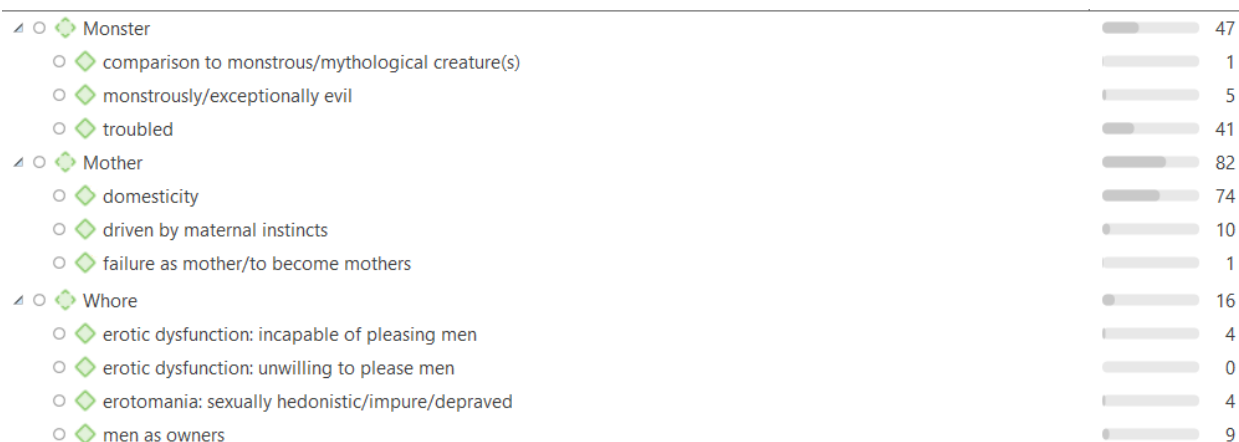 Monster 47
comparison to monstrous/mythological creature(s) 1
monstrously/exceptionally evil 5
troubled 41
Mother 82
domesticity 74
driven by maternal instincts 10
failure as mother/to become mothers 1
Whore 16
erotic dysfunction: incapable of pleasing men 4
erotic dysfunction: unwilling to please men 0
erotomania: sexually hedonistic/impure/depraved 4
men as owners 9